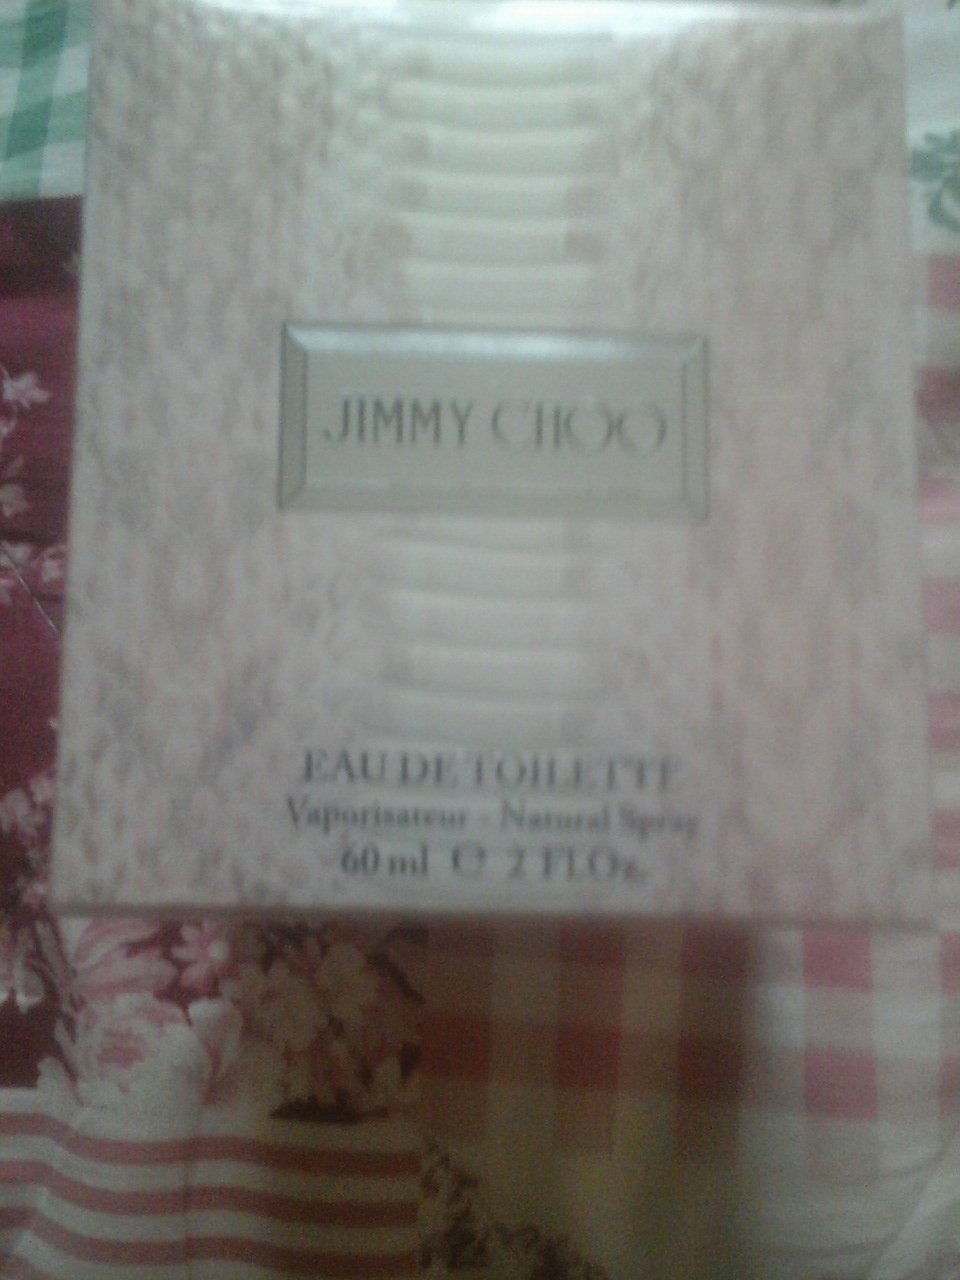 JIMMY CHOO
EAU DE TOILETTE
Vaporisateur - Natural Spray
60 ml ℮ 2 Fl.Oz.